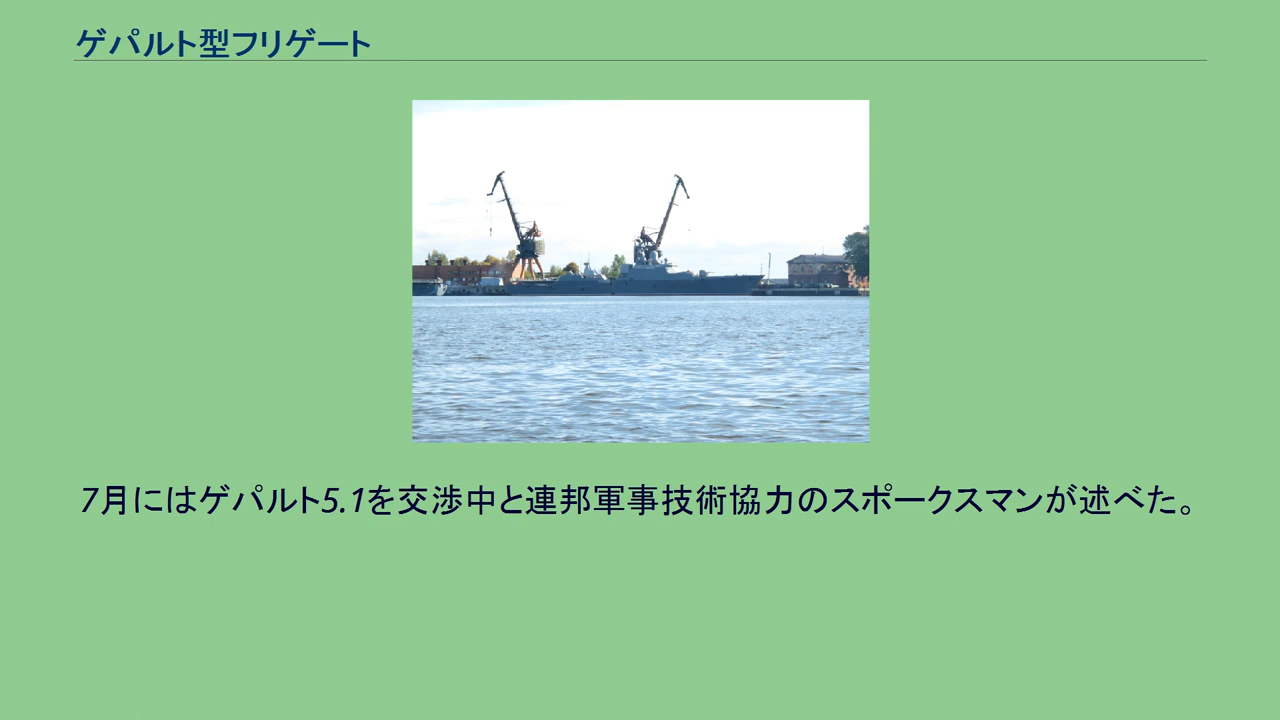 ゲパルト型フリゲート
7月にはゲパルト5.1を交渉中と連邦軍事技術協力のスポークスマンが述べた。